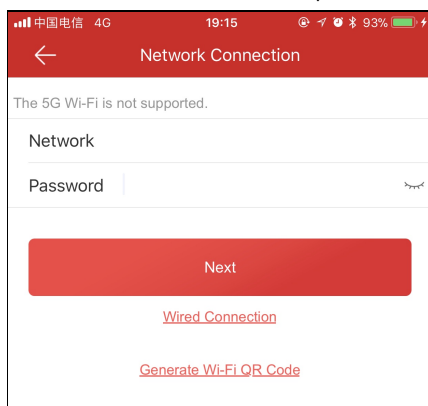 中国电信 4G 19:15 93%
Network Connection
The 5G Wi-Fi is not supported.
Network
Password
Next
Wired Connection
Generate Wi-Fi QR Code